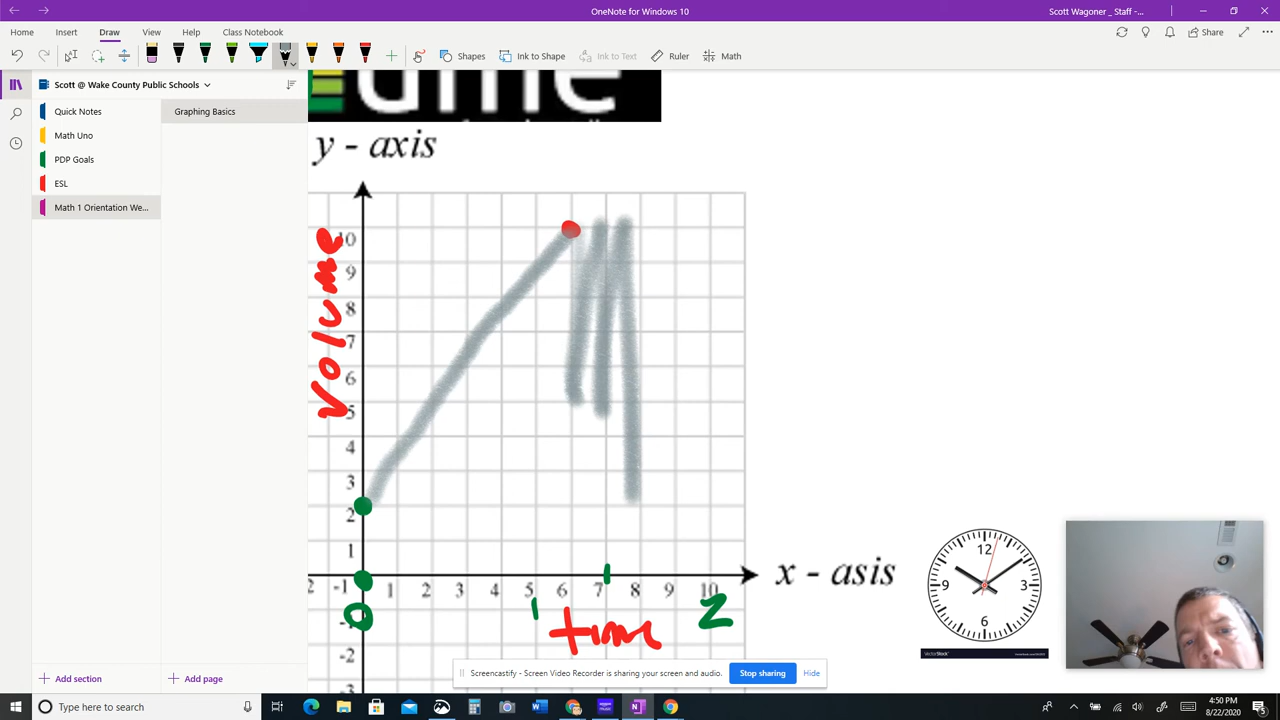 OneNote for Windows 10
Scott Wagoner _ Staff -...
Home Insert Draw View Help Class Notebook
Share
Shapes Ink to Shape Ink to Text Ruler Math
Scott @ Wake County Public Schools
Graphing Basics
Quick Notes
Math Uno
PDP Goals
ESL
Math 1 Orientation We...
ume
y - axis
volume
10
9
8
7
6
5
4
3
2
1
-1
2 1 2 3 4 5 6 7 8 9 10
x - asis
0 1 time 2
-2
-3
12
9 3
6
VectorStock
Screencastify - Screen Video Recorder is sharing your screen and audio. Stop sharing Hide
Add section Add page
Type here to search
4:50 PM
8/22/2020